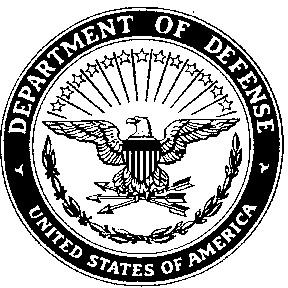 DEPARTMENT OF DEFENSE
UNITED STATES OF AMERICA